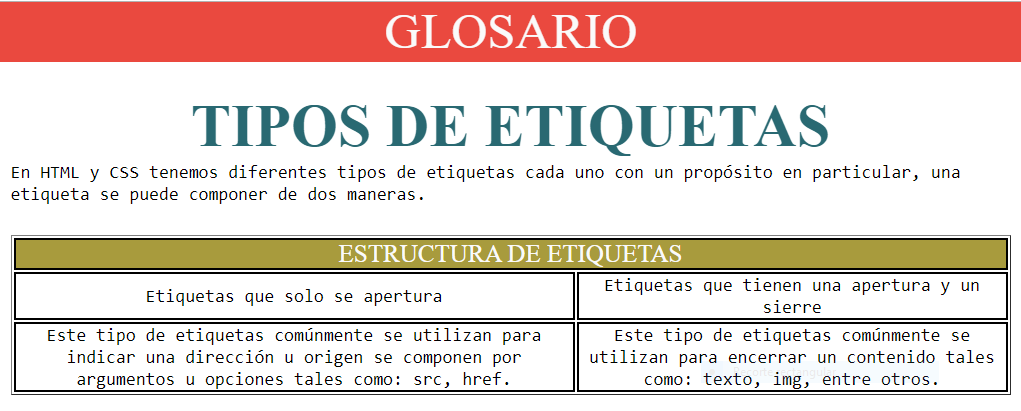 GLOSARIO
TIPOS DE ETIQUETAS
En HTML y CSS tenemos diferentes tipos de etiquetas cada uno con un propósito en particular, una
etiqueta se puede componer de dos maneras.
ESTRUCTURA DE ETIQUETAS
Etiquetas que solo se apertura
Etiquetas que tienen una apertura y un
sierre
Este tipo de etiquetas comúnmente se utilizan para
indicar una dirección u origen se componen por
argumentos u opciones tales como: src, href.
Este tipo de etiquetas comúnmente se
utilizan para encerrar un contenido tales
como: texto, img, entre otros.
Recorte rectangular